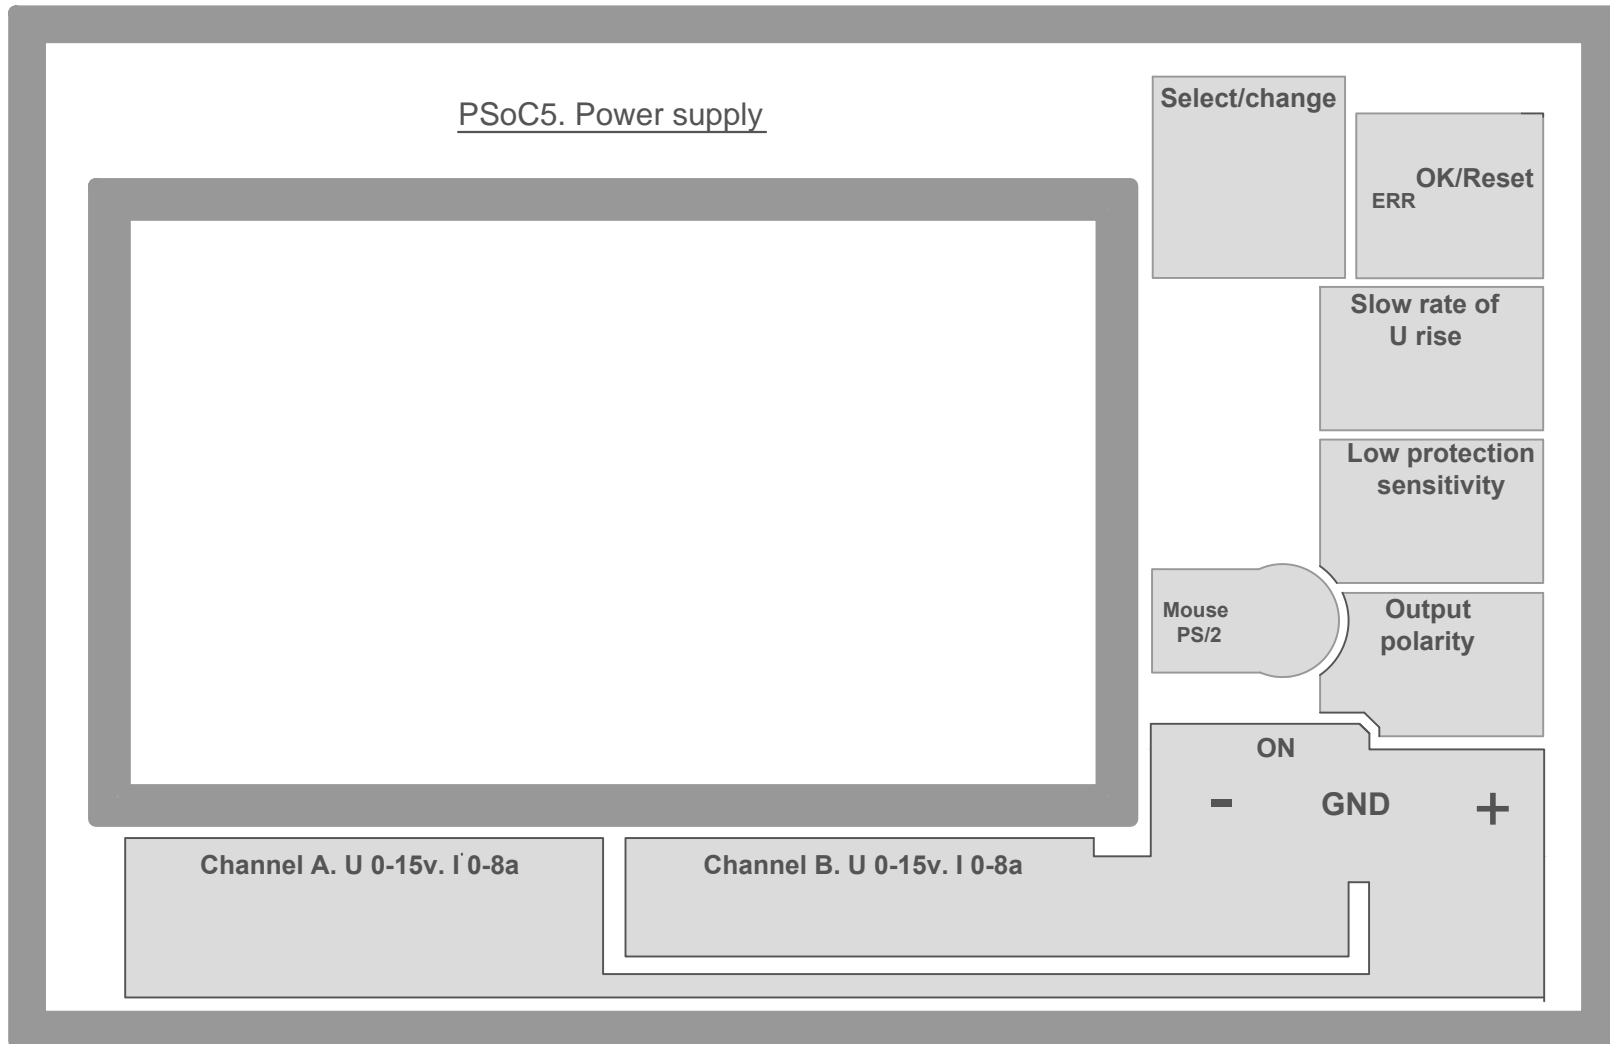 PSoC5. Power supply
Select/change
OK/Reset
ERR
Slow rate of
U rise
Low protection
sensitivity
Mouse
PS/2
Output
polarity
ON
- GND +
Channel A. U 0-15v. I 0-8a
Channel B. U 0-15v. I 0-8a